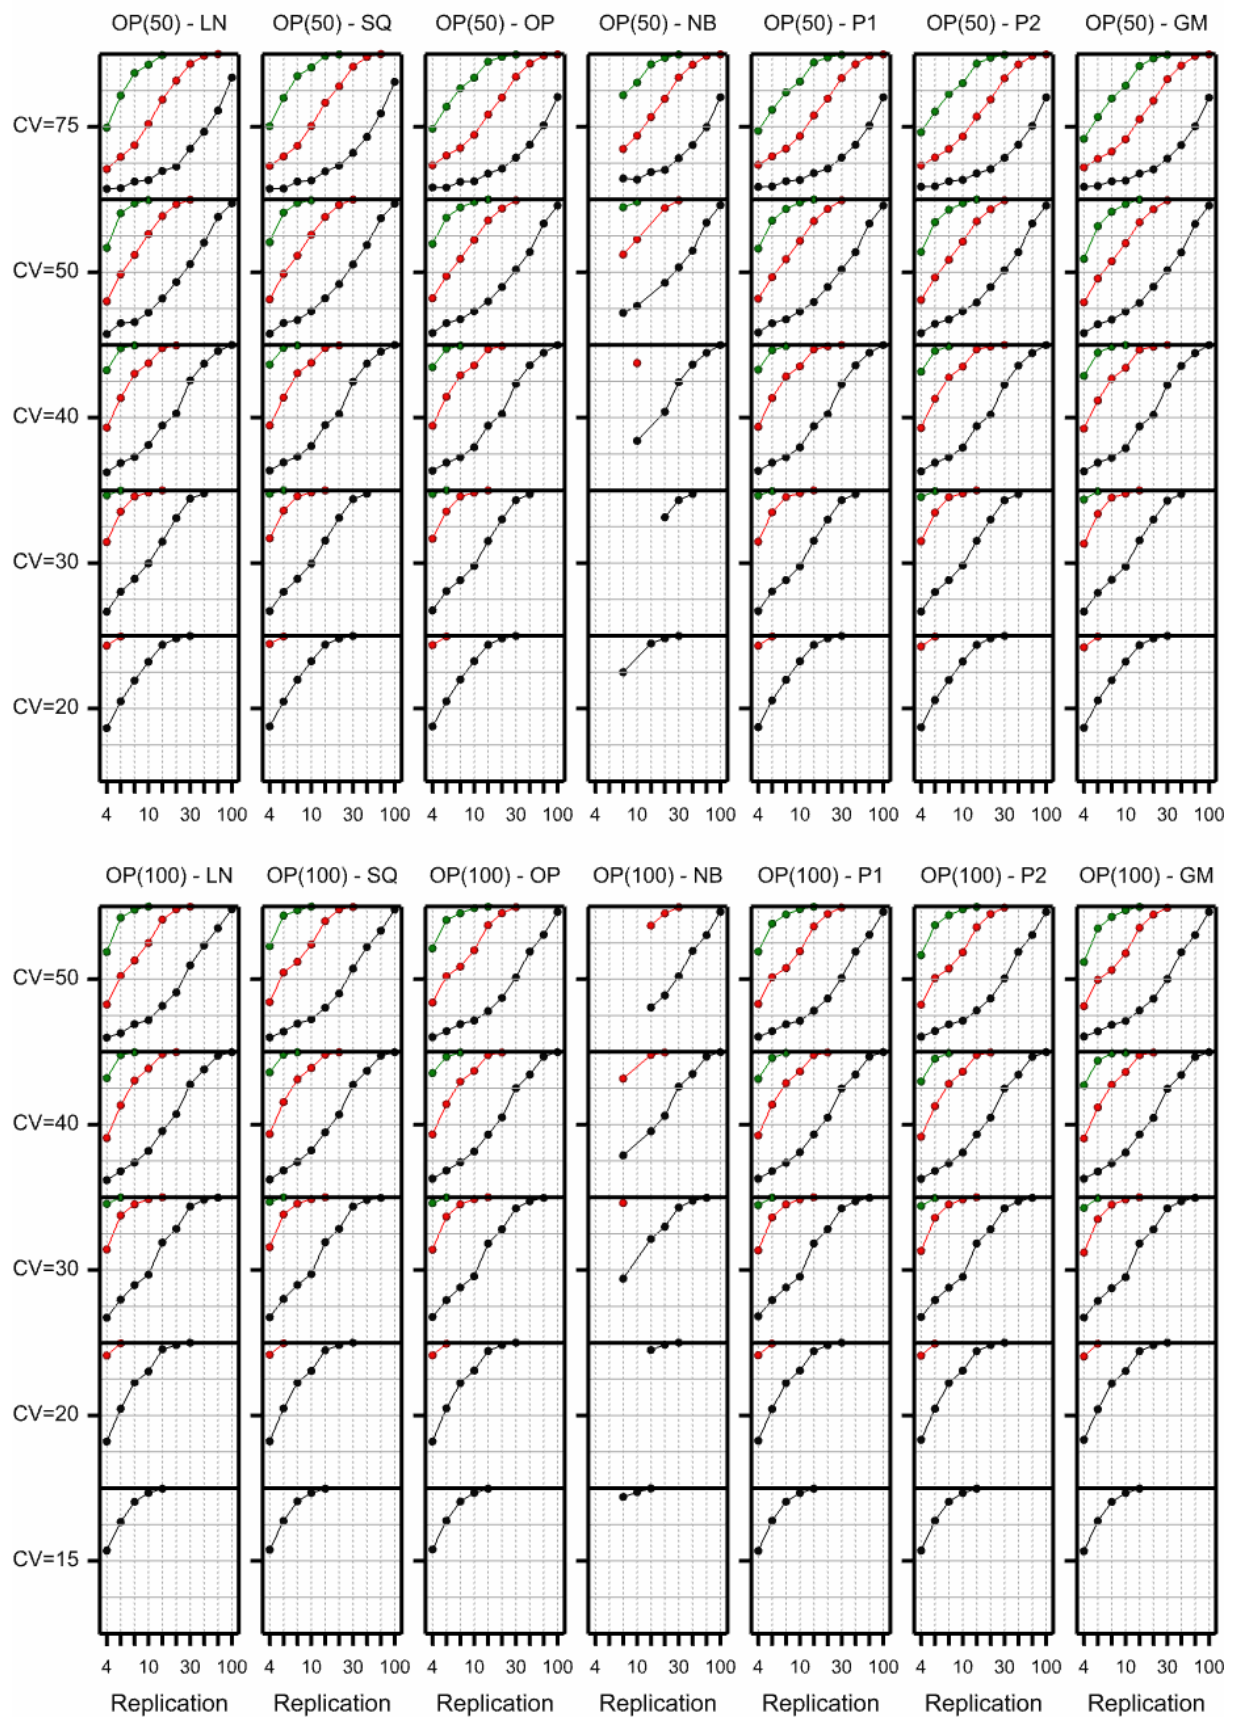 OP(50) - LN OP(50) - SQ OP(50) - OP OP(50) - NB OP(50) - P1 OP(50) - P2 OP(50) - GM
CV=75
CV=50
CV=40
CV=30
CV=20
4 10 30 100 4 10 30 100 4 10 30 100 4 10 30 100 4 10 30 100 4 10 30 100 4 10 30 100
OP(100) - LN OP(100) - SQ OP(100) - OP OP(100) - NB OP(100) - P1 OP(100) - P2 OP(100) - GM
CV=50
CV=40
CV=30
CV=20
CV=15
4 10 30 100 4 10 30 100 4 10 30 100 4 10 30 100 4 10 30 100 4 10 30 100 4 10 30 100
Replication Replication Replication Replication Replication Replication Replication